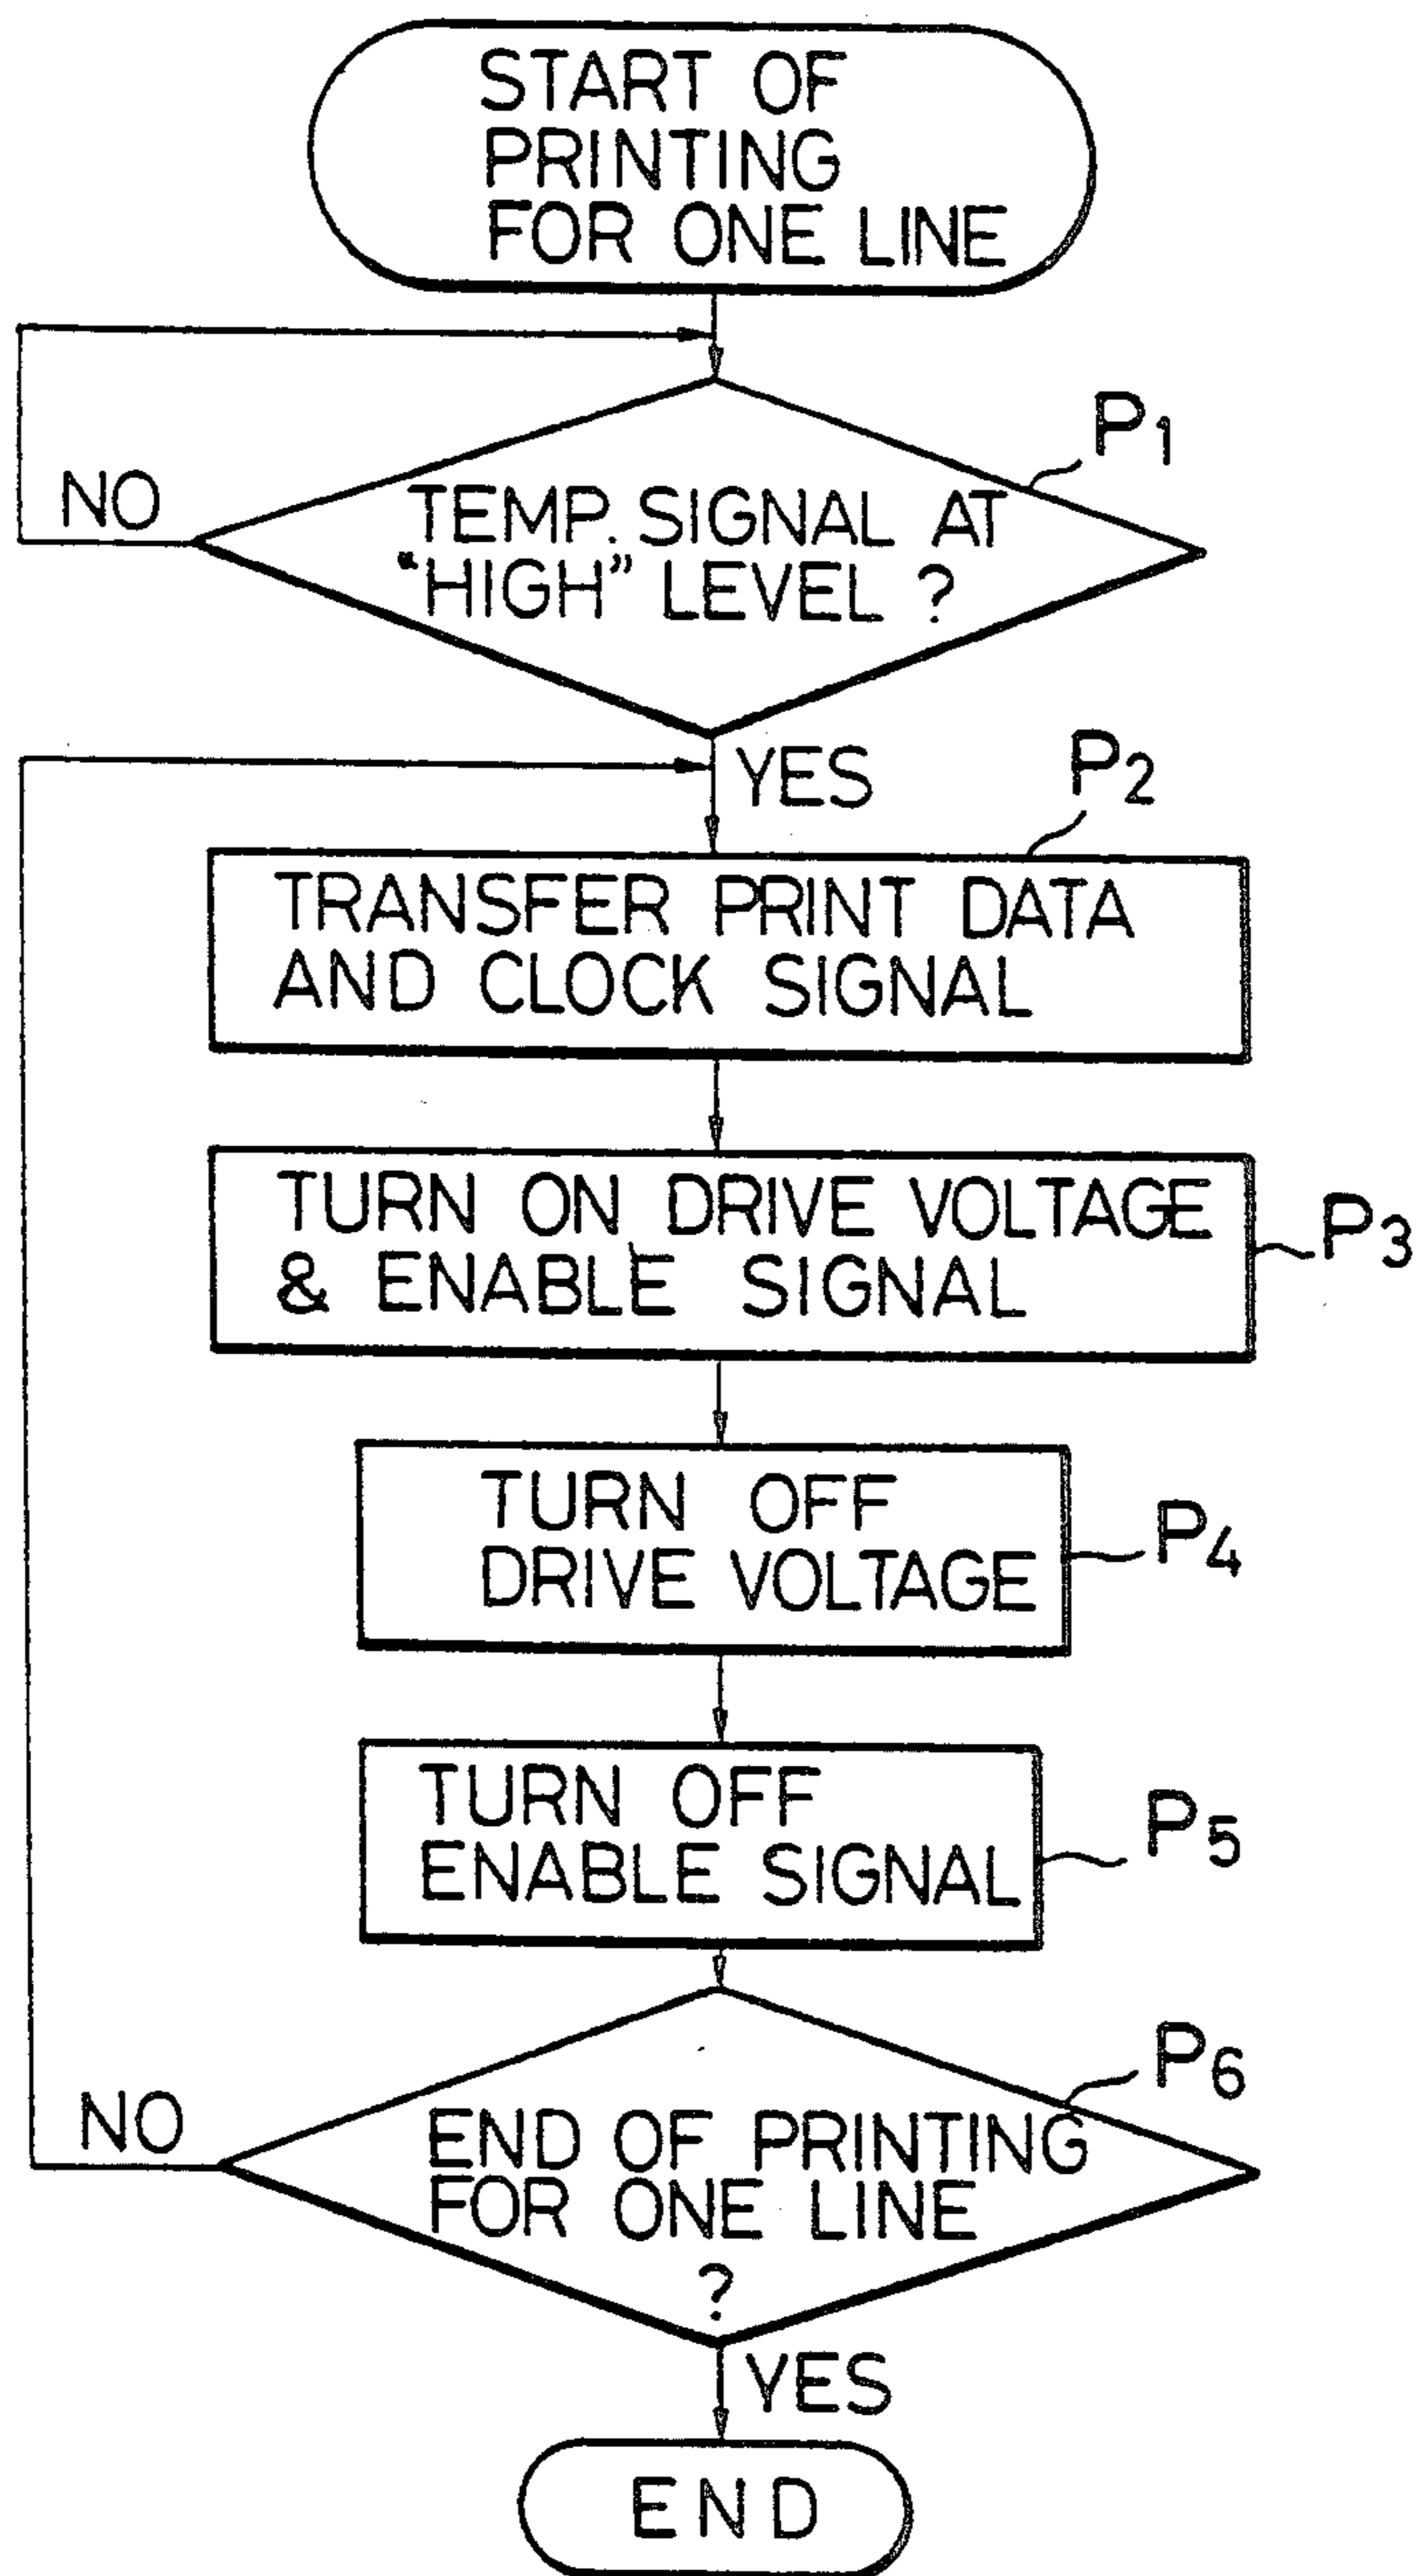 START OF
PRINTING
FOR ONE LINE
P1
NO
TEMP. SIGNAL AT
"HIGH" LEVEL ?
YES
P2
TRANSFER PRINT DATA
AND CLOCK SIGNAL
TURN ON DRIVE VOLTAGE
& ENABLE SIGNAL
P3
TURN OFF
DRIVE VOLTAGE
P4
TURN OFF
ENABLE SIGNAL
P5
P6
NO
END OF PRINTING
FOR ONE LINE
?
YES
END